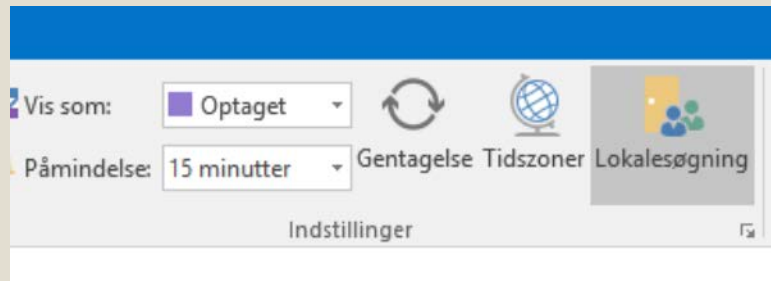 Vis som:
Optaget
Påmindelse:
15 minutter
Gentagelse
Tidszoner
Lokalesøgning
Indstillinger